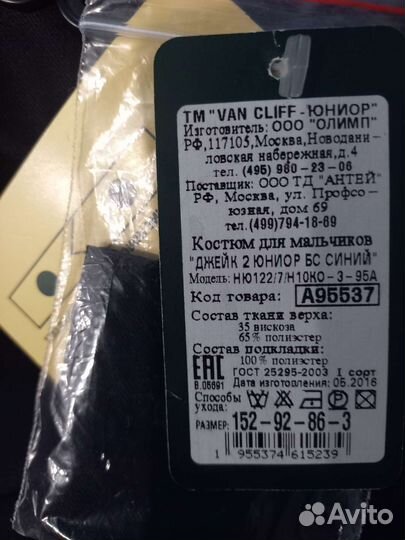 ТМ "VAN CLIFF-ЮНИОР"
Изготовитель: ООО "ОЛИМП"
РФ,117105,Москва,Новодани-
ловская набережная,д.4
тел. (495) 980-23-06
Поставщик: ООО ТД "АНТЕЙ"
РФ, Москва, ул. Профсо-
юзная, дом 69
тел.(499)794-18-69
Костюм для мальчиков
"ДЖЕЙК 2 ЮНИОР БС СИНИЙ"
Модель: НЮ122/7/Н10КО-3-95А
Код товара: А95537
Состав ткани верха:
35 вискоза
65% полиэстер
Состав подкладки:
100% полиэстер
ЕАС ГОСТ 25295-2003 I сорт
В.05691 Дата изготовления:05.2016
Способы
ухода:
РАЗМЕР: 152-92-86-3
1 955374 615239
Avito